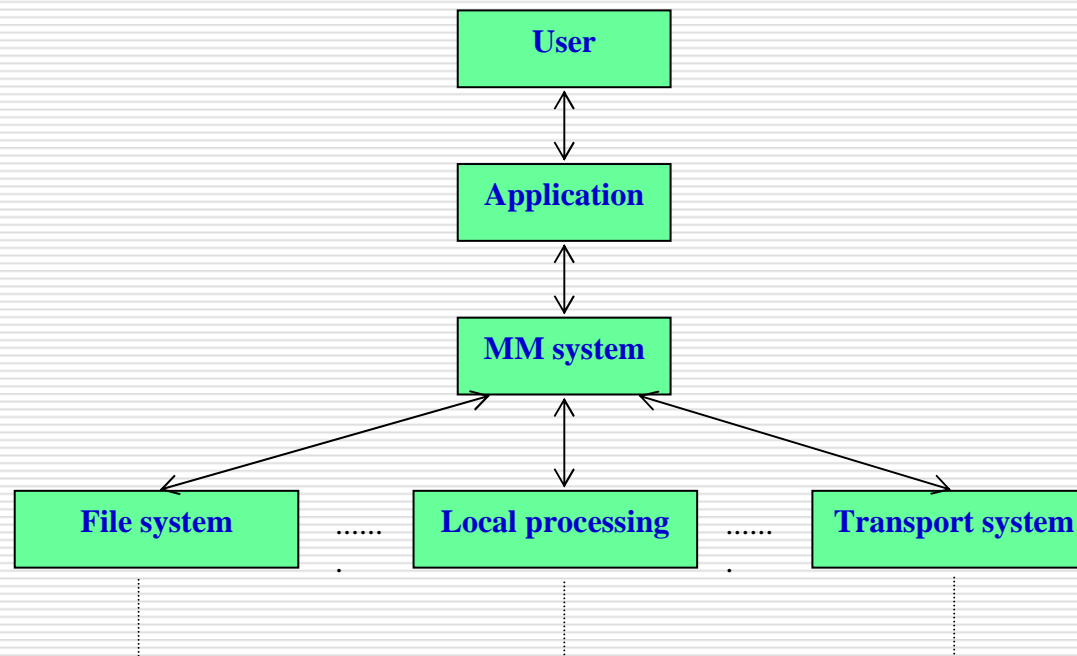 User
Application
MM system
File system ...... Local processing ...... Transport system
. .